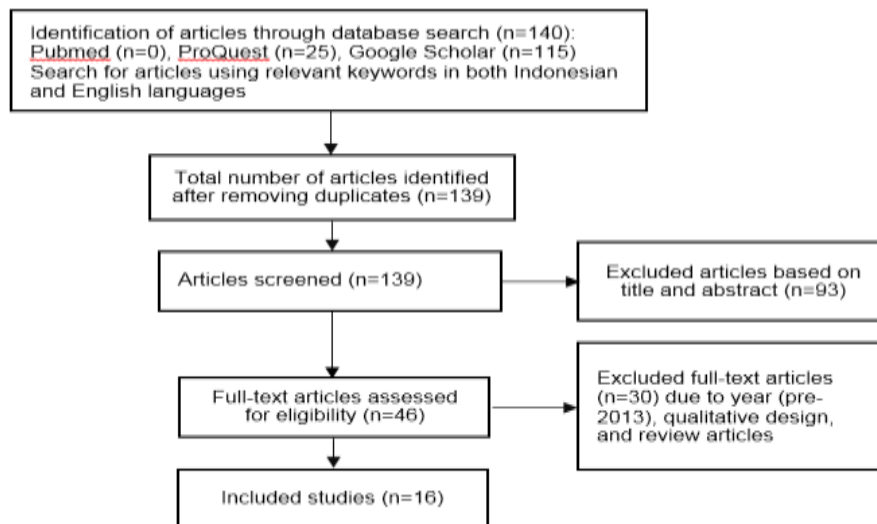 Identification of articles through database search (n=140):
Pubmed (n=0), ProQuest (n=25), Google Scholar (n=115)
Search for articles using relevant keywords in both Indonesian
and English languages
Total number of articles identified
after removing duplicates (n=139)
Articles screened (n=139)
Excluded articles based on
title and abstract (n=93)
Full-text articles assessed
for eligibility (n=46)
Excluded full-text articles
(n=30) due to year (pre-
2013), qualitative design,
and review articles
Included studies (n=16)